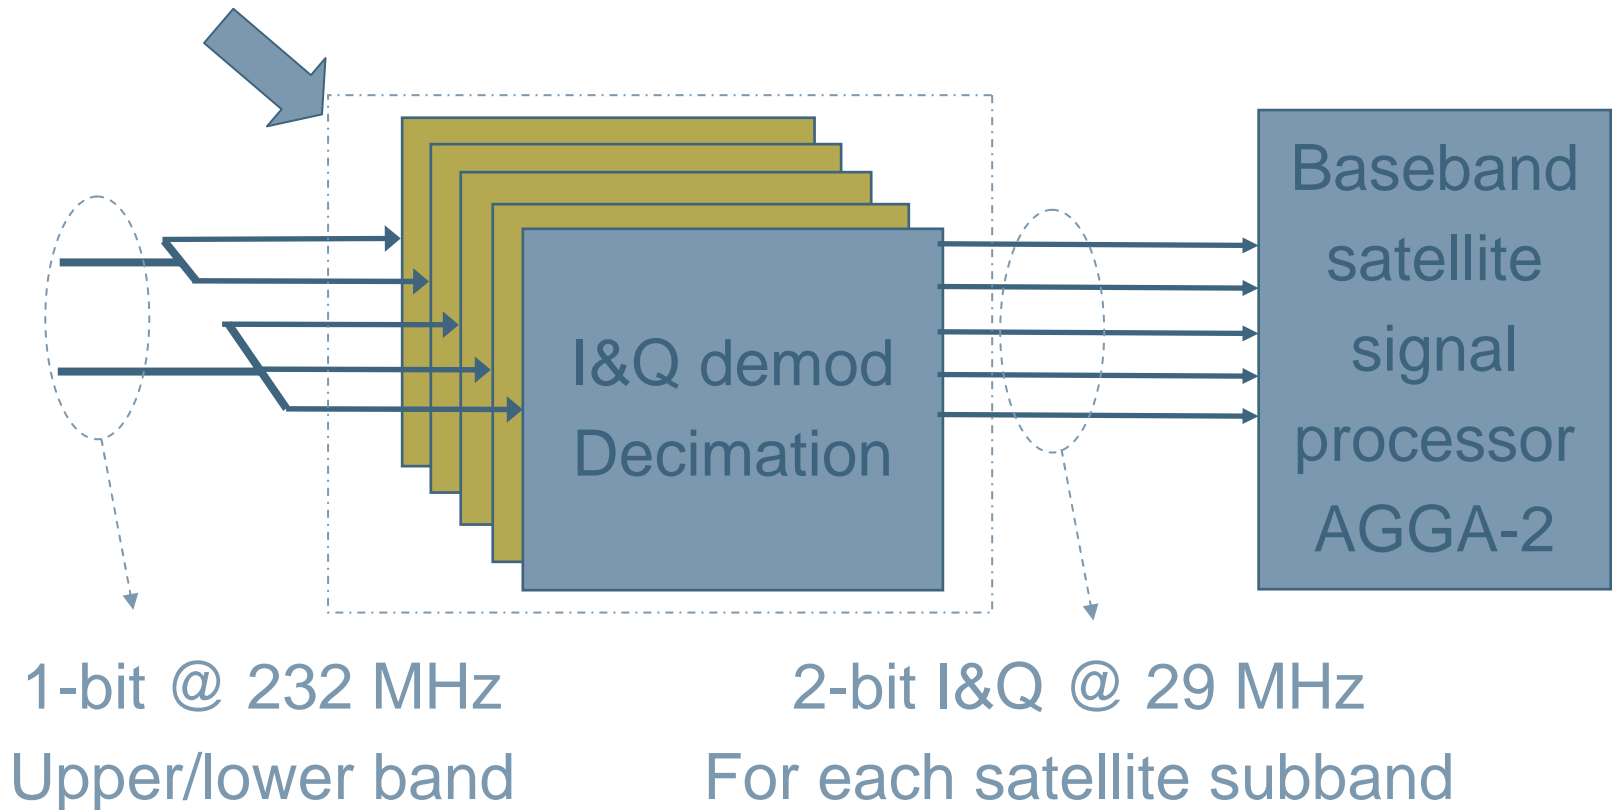 I&Q demod
Decimation
Baseband
satellite
signal
processor
AGGA-2
1-bit @ 232 MHz
Upper/lower band
2-bit I&Q @ 29 MHz
For each satellite subband